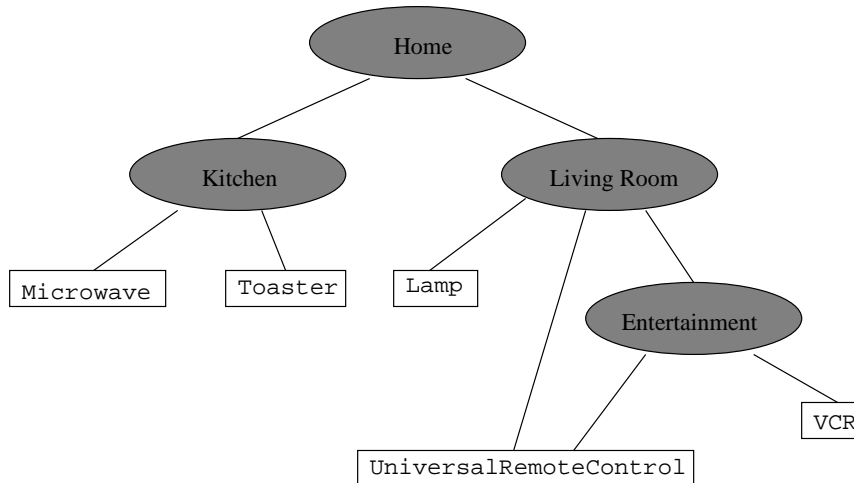 Home
Kitchen
Living Room
Microwave
Toaster
Lamp
Entertainment
VCR
UniversalRemoteControl